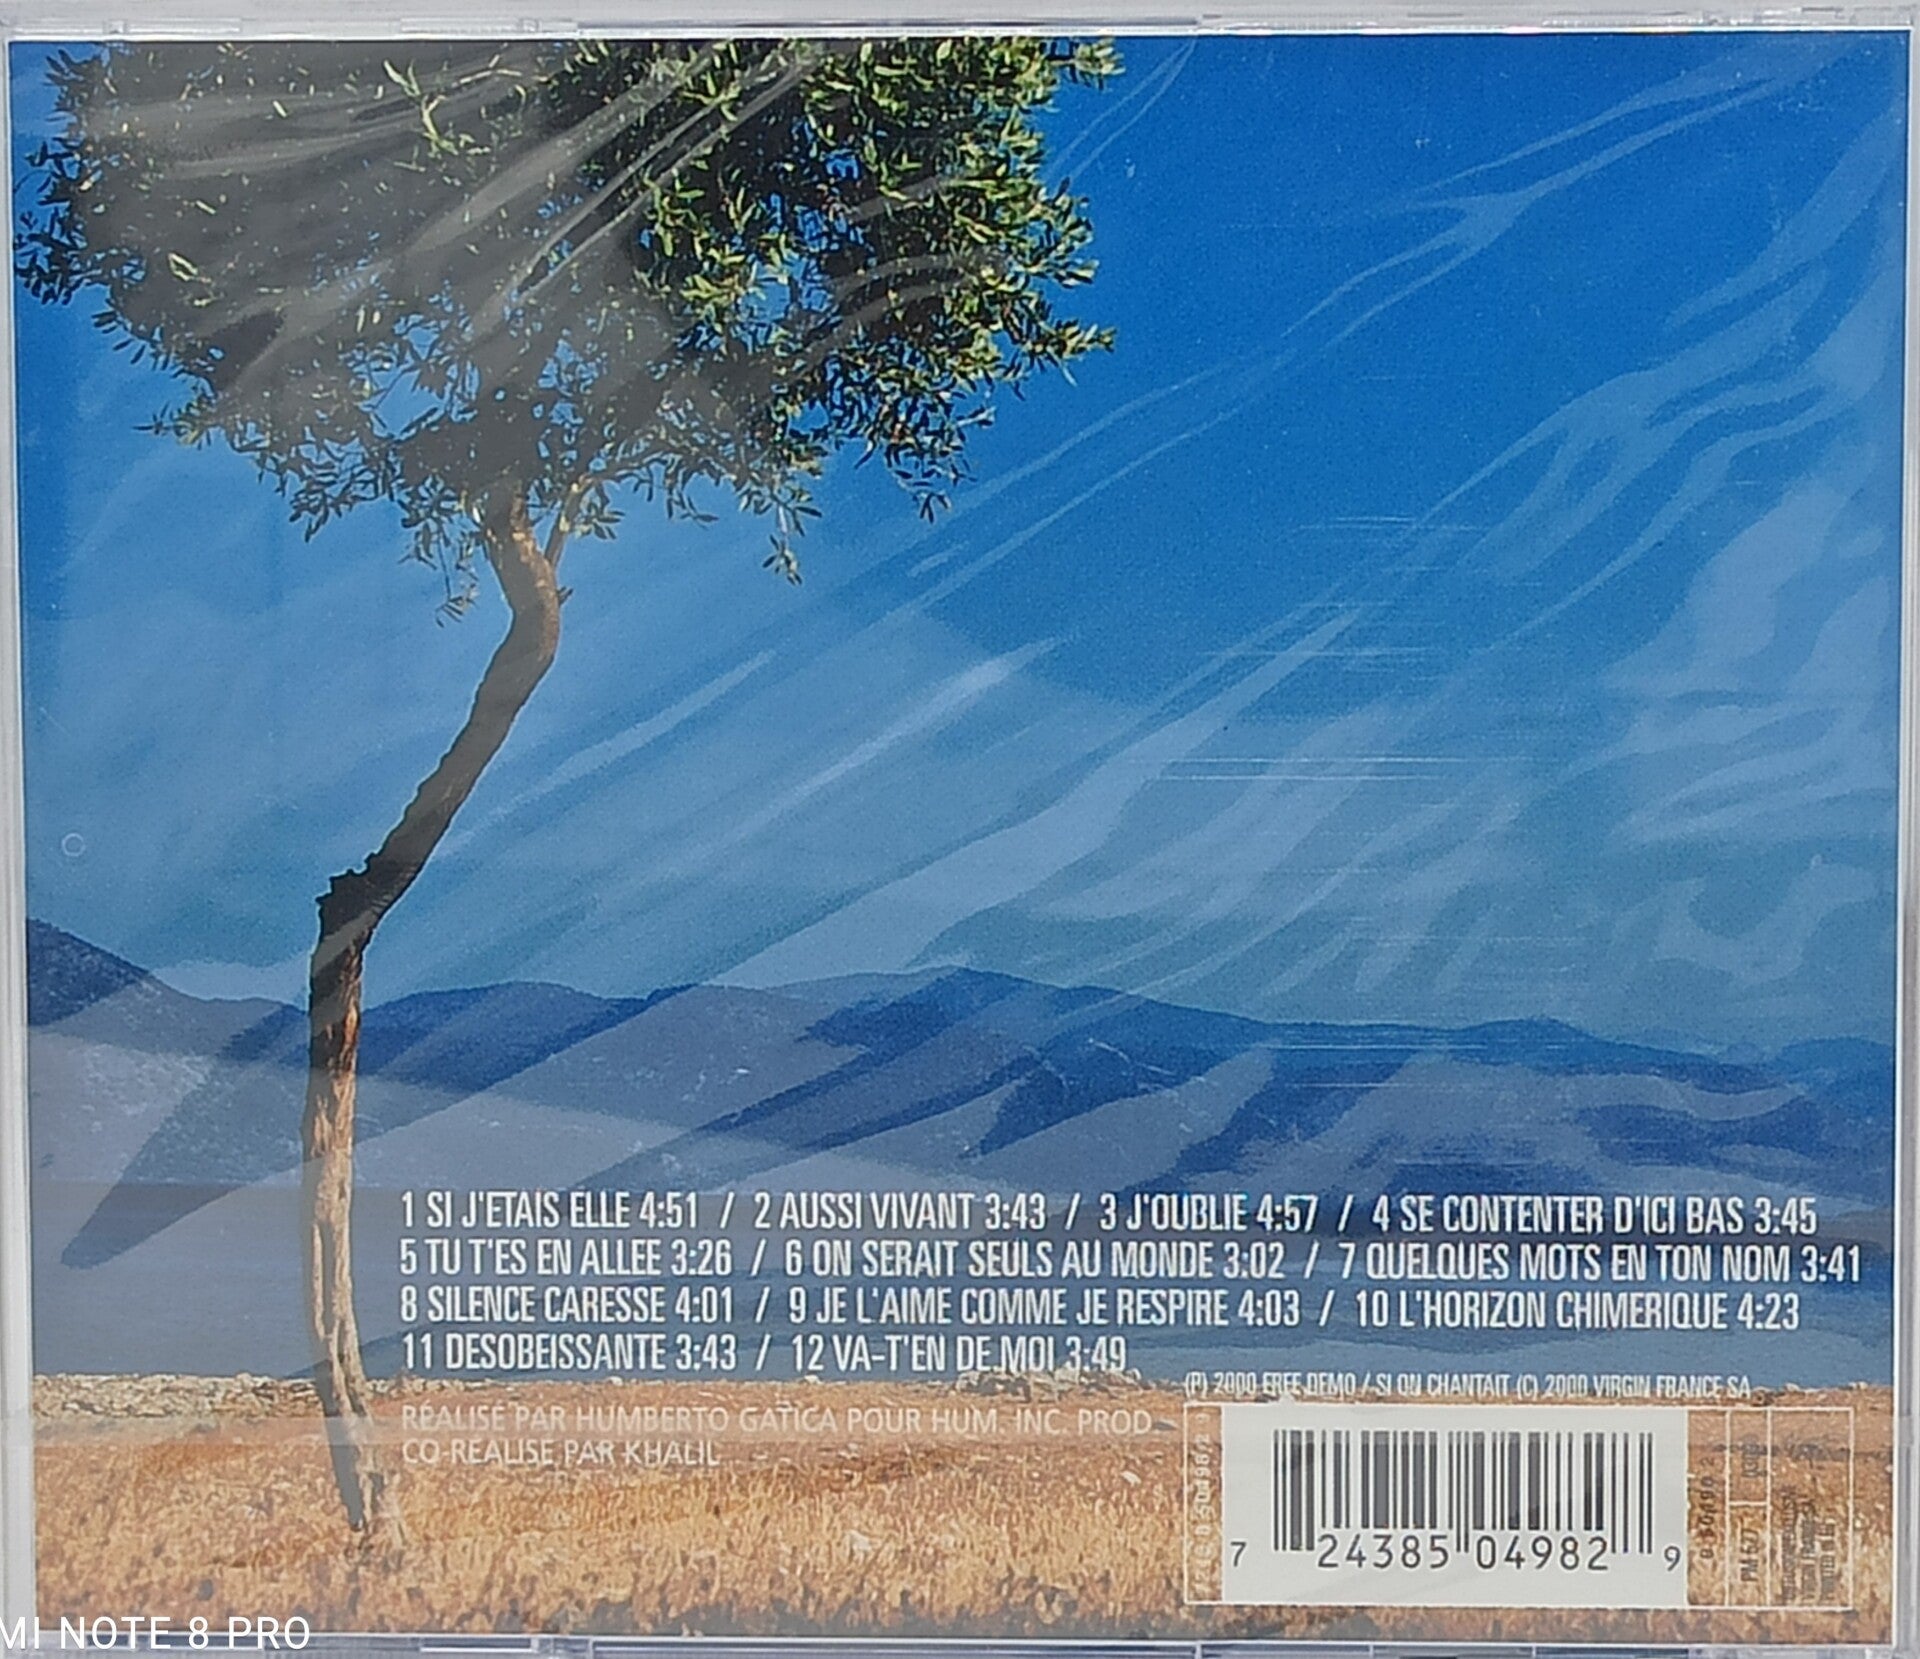 1 SI J'ETAIS ELLE 4:51 / 2 AUSSI VIVANT 3:43 / 3 J'OUBLIE 4:57 / 4 SE CONTENTER D'ICI BAS 3:45
5 TU T'ES EN ALLEE 3:26 / 6 ON SERAIT SEULS AU MONDE 3:02 / 7 QUELQUES MOTS EN TON NOM 3:41
8 SILENCE CARESSE 4:01 / 9 JE L'AIME COMME JE RESPIRE 4:03 / 10 L'HORIZON CHIMERIQUE 4:23
11 DESOBEISSANTE 3:43 / 12 VA-T'EN DE MOI 3:49
(P) 2000 FREE DEMO / SI ON CHANTAIT (C) 2000 VIRGIN FRANCE SA
RÉALISÉ PAR HUMBERTO GATICA POUR HUM. INC. PROD
CO-RÉALISÉ PAR KHALIL
7 24385 04982 9
PM 527
MI NOTE 8 PRO